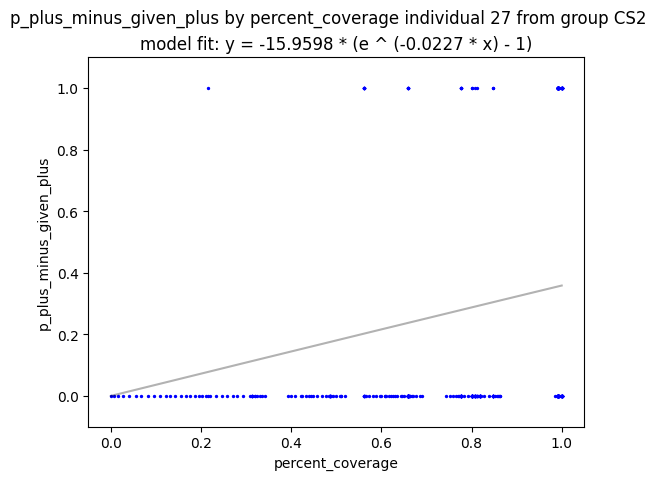 p_plus_minus_given_plus by percent_coverage individual 27 from group CS2
model fit: y = -15.9598 * (e ^ (-0.0227 * x) - 1)
1.0
0.8
0.6
0.4
0.2
0.0
p_plus_minus_given_plus
0.0 0.2 0.4 0.6 0.8 1.0
percent_coverage